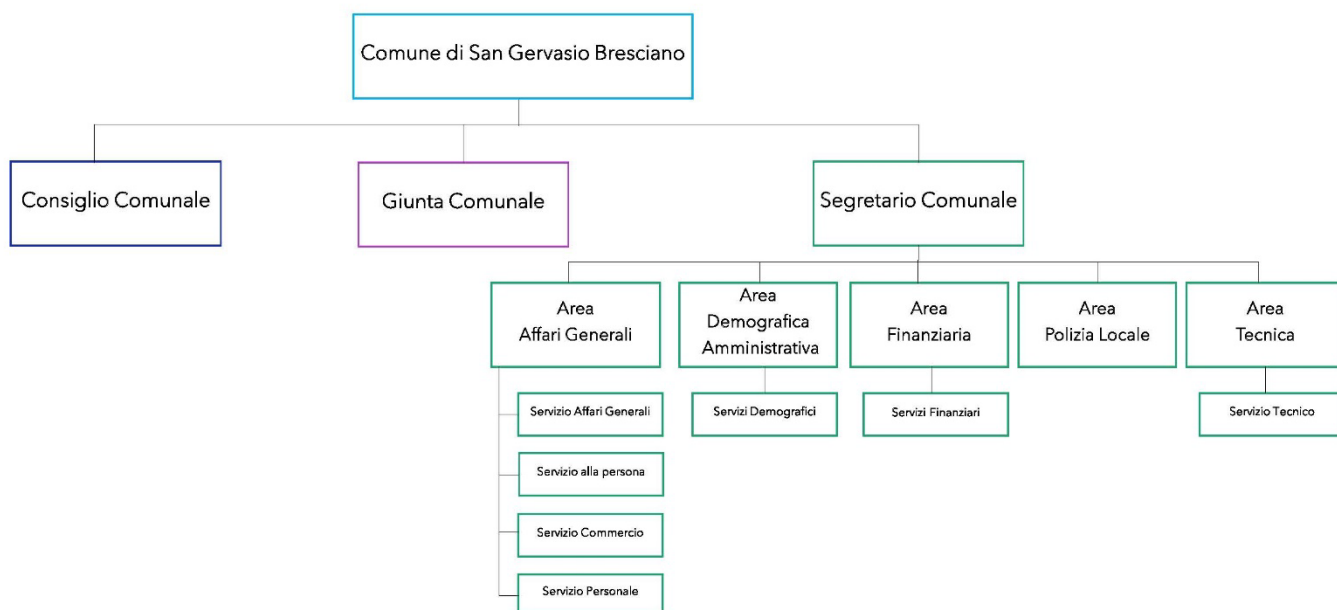 Comune di San Gervasio Bresciano
Consiglio Comunale
Giunta Comunale
Segretario Comunale
Area
Affari Generali
Area
Demografica
Amministrativa
Area
Finanziaria
Area
Polizia Locale
Area
Tecnica
Servizio Affari Generali
Servizi Demografici
Servizi Finanziari
Servizio Tecnico
Servizio alla persona
Servizio Commercio
Servizio Personale